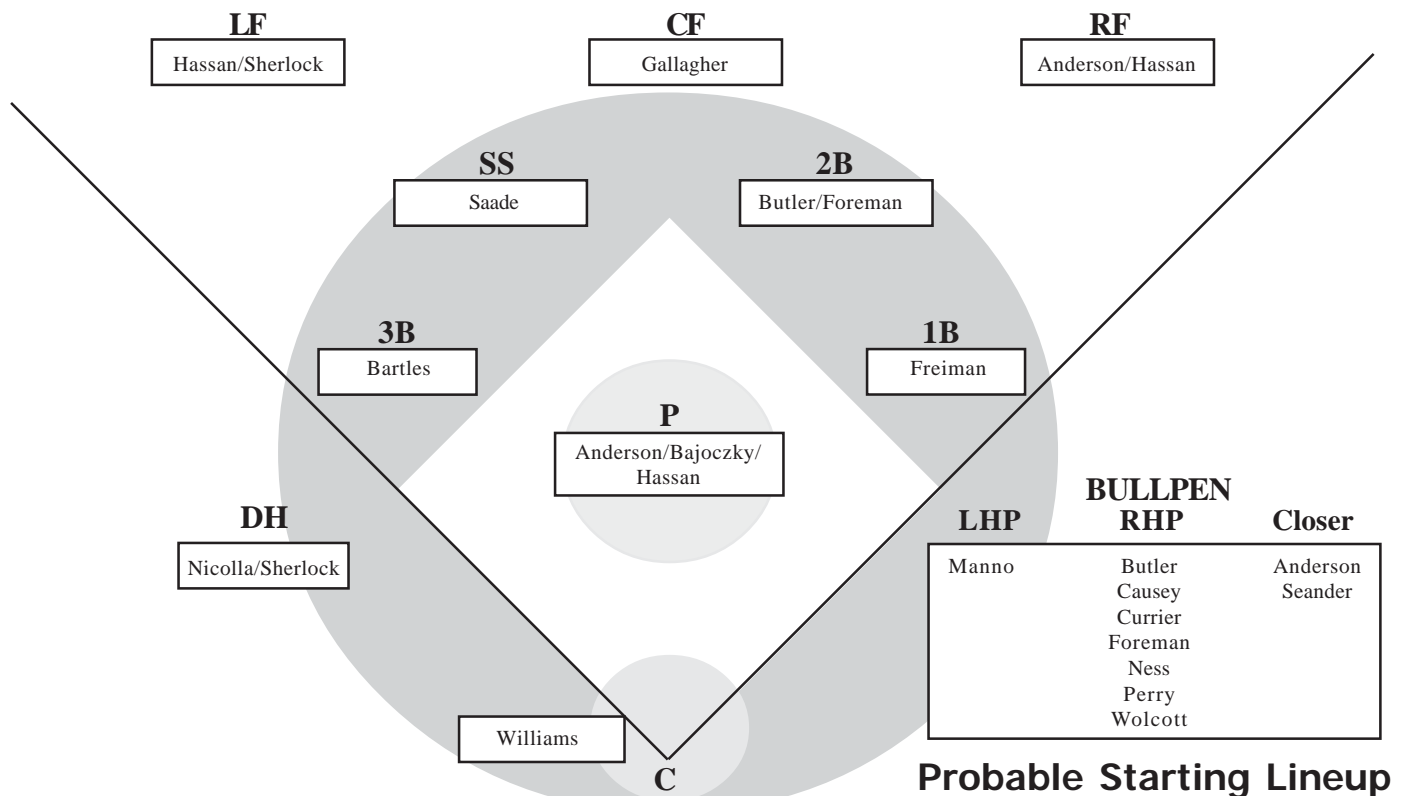 LF
Hassan/Sherlock
CF
Gallagher
RF
Anderson/Hassan
SS
Saade
2B
Butler/Foreman
3B
Bartles
1B
Freiman
P
Anderson/Bajoczky/
Hassan
DH
Nicolla/Sherlock
BULLPEN
LHP RHP Closer
Manno Butler Anderson
Causey Seander
Currier
Foreman
Ness
Perry
Wolcott
Williams
C
Probable Starting Lineup